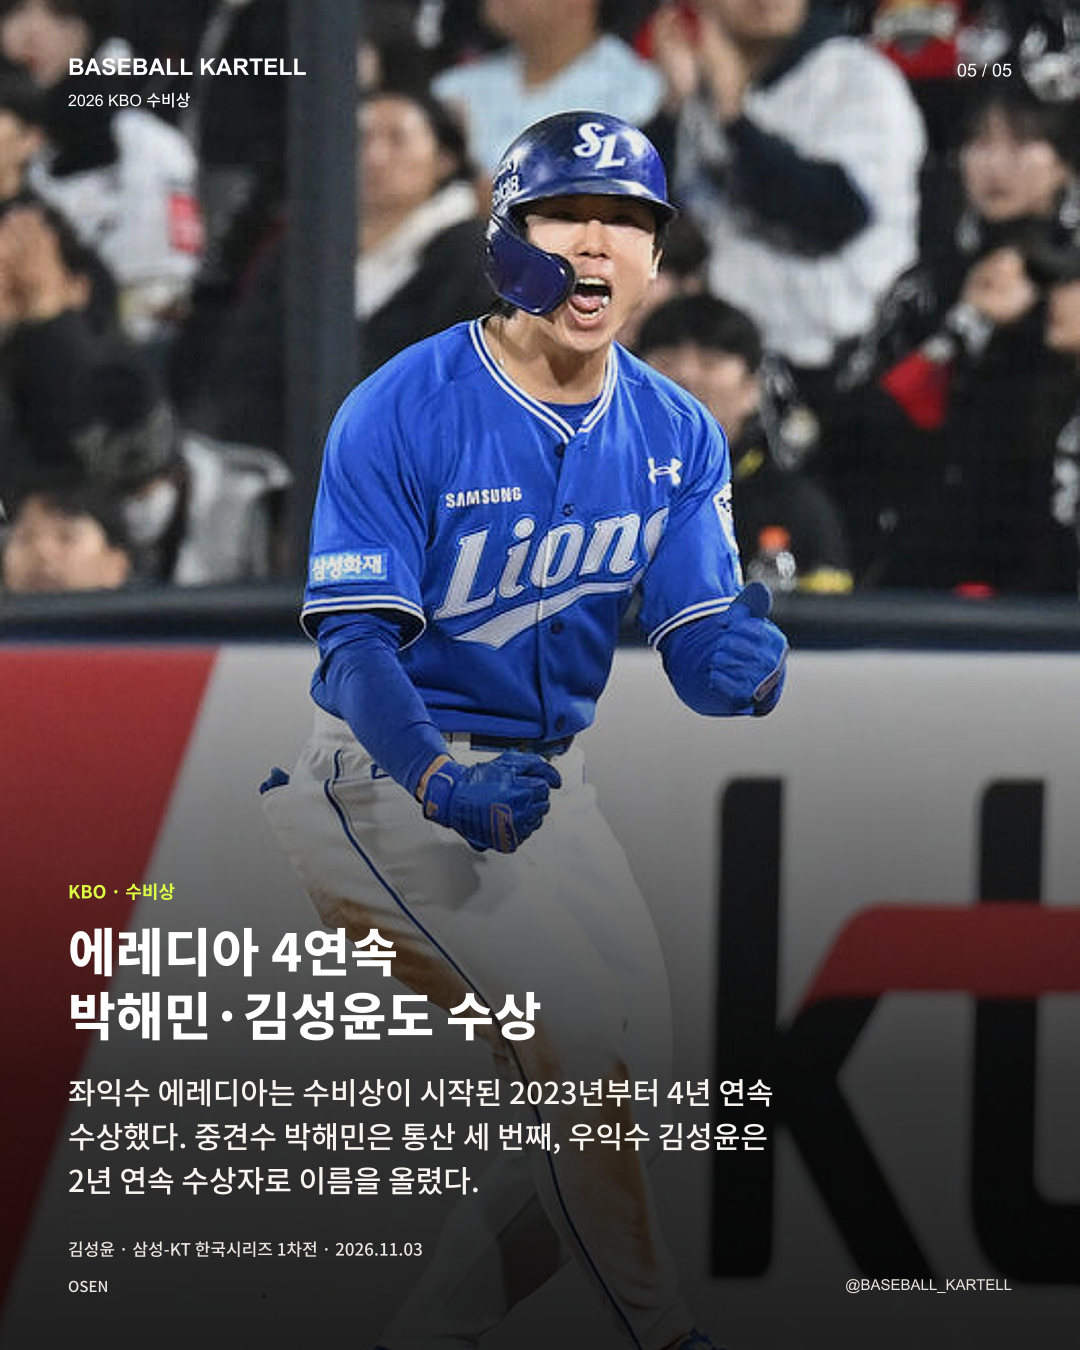 BASEBALL KARTELL
2026 KBO 수비상
05 / 05
SL
SAMSUNG
Lions
삼성화재
kt
KBO · 수비상
에레디아 4연속
박해민·김성윤도 수상
좌익수 에레디아는 수비상이 시작된 2023년부터 4년 연속
수상했다. 중견수 박해민은 통산 세 번째, 우익수 김성윤은
2년 연속 수상자로 이름을 올렸다.
김성윤 · 삼성-KT 한국시리즈 1차전 · 2026.11.03
OSEN
@BASEBALL_KARTELL